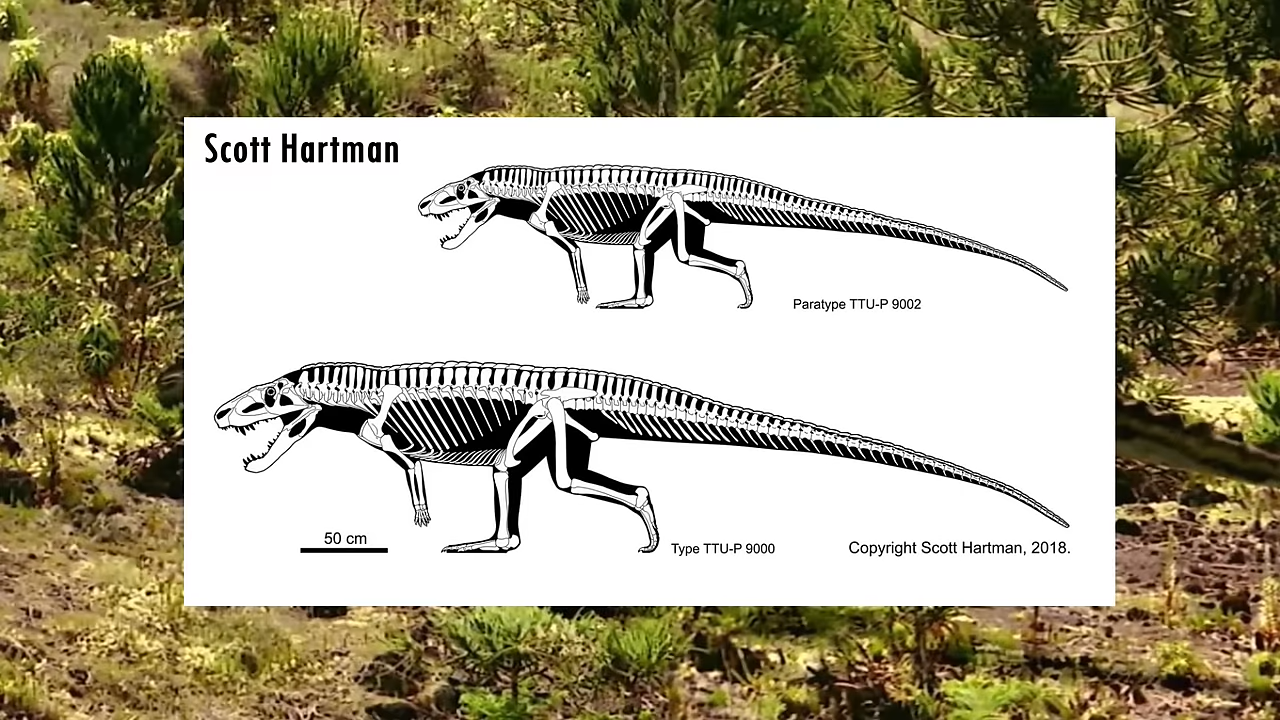 Scott Hartman
Paratype TTU-P 9002
50 cm
Type TTU-P 9000
Copyright Scott Hartman, 2018.